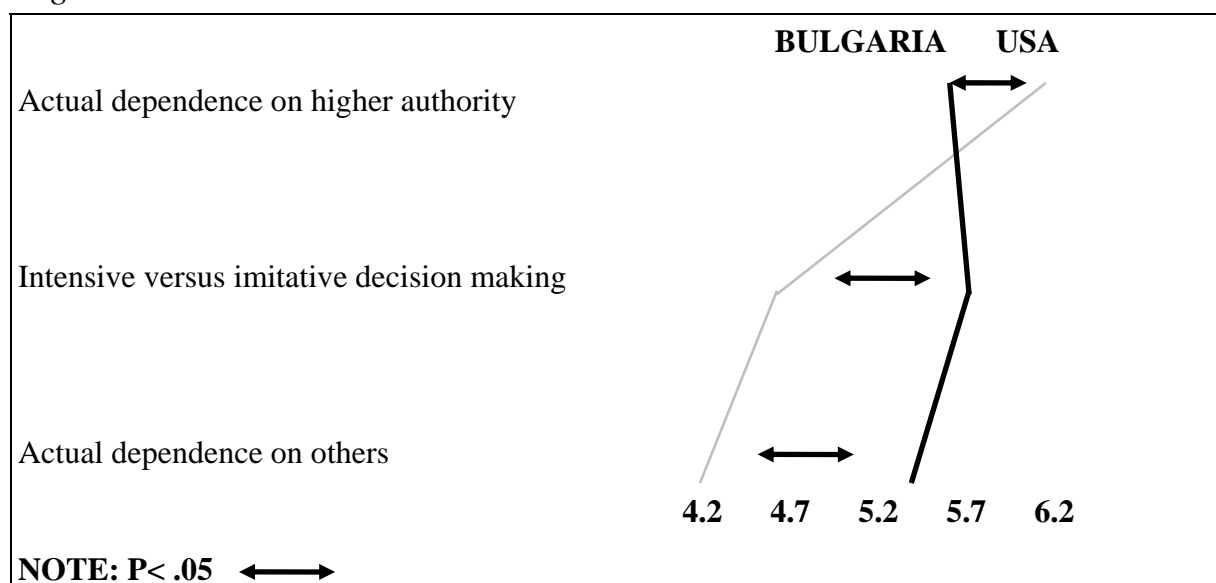 BULGARIA USA
Actual dependence on higher authority
Intensive versus imitative decision making
Actual dependence on others
4.2 4.7 5.2 5.7 6.2
NOTE: P< .05